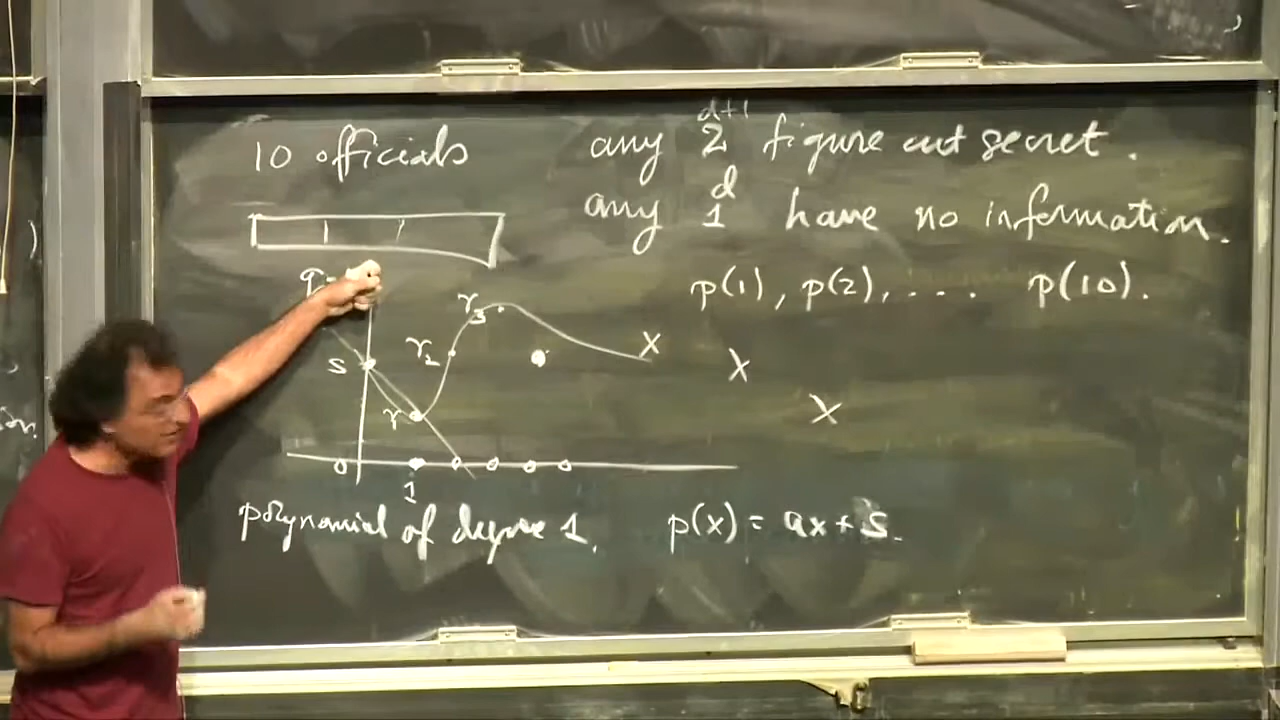 10 officials
d+1
any 2 figure out secret.
d
any 1 have no information.
p(1), p(2), .... p(10).
r3
r2
X
s
X
r
X
0
1
polynomial of degree 1.
p(x) = ax + s.